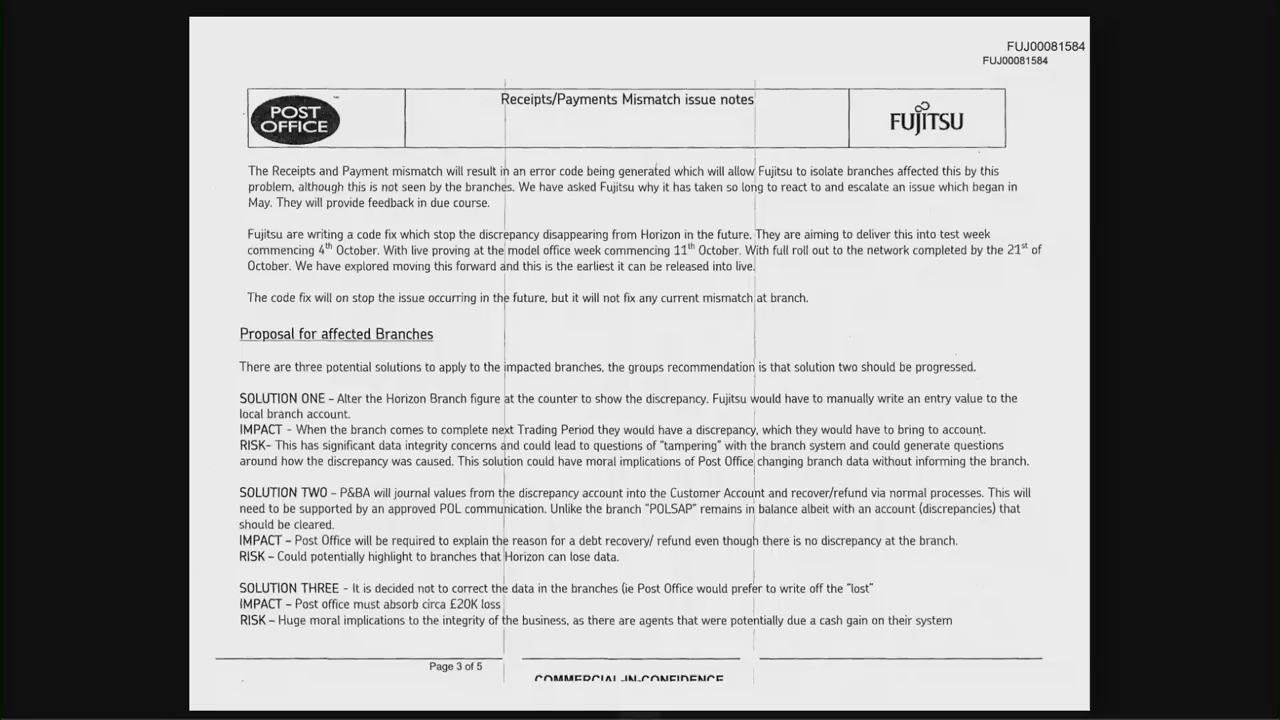 FUJ00081584
FUJ00081584
POST OFFICE
Receipts/Payments Mismatch issue notes
FUJITSU
The Receipts and Payment mismatch will result in an error code being generated which will allow Fujitsu to isolate branches affected this by this
problem, although this is not seen by the branches. We have asked Fujitsu why it has taken so long to react to and escalate an issue which began in
May. They will provide feedback in due course.
Fujitsu are writing a code fix which stop the discrepancy disappearing from Horizon in the future. They are aiming to deliver this into test week
commencing 4th October. With live proving at the model office week commencing 11th October. With full roll out to the network completed by the 21st of
October. We have explored moving this forward and this is the earliest it can be released into live.
The code fix will on stop the issue occurring in the future, but it will not fix any current mismatch at branch.
Proposal for affected Branches
There are three potential solutions to apply to the impacted branches, the groups recommendation is that solution two should be progressed.
SOLUTION ONE – Alter the Horizon Branch figure at the counter to show the discrepancy. Fujitsu would have to manually write an entry value to the
local branch account.
IMPACT – When the branch comes to complete next Trading Period they would have a discrepancy, which they would have to bring to account.
RISK– This has significant data integrity concerns and could lead to questions of "tampering" with the branch system and could generate questions
around how the discrepancy was caused. This solution could have moral implications of Post Office changing branch data without informing the branch.
SOLUTION TWO – P&BA will journal values from the discrepancy account into the Customer Account and recover/refund via normal processes. This will
need to be supported by an approved POL communication. Unlike the branch "POLSAP" remains in balance albeit with an account (discrepancies) that
should be cleared.
IMPACT – Post Office will be required to explain the reason for a debt recovery/ refund even though there is no discrepancy at the branch.
RISK – Could potentially highlight to branches that Horizon can lose data.
SOLUTION THREE – It is decided not to correct the data in the branches (ie Post Office would prefer to write off the "lost"
IMPACT – Post office must absorb circa £20K loss
RISK – Huge moral implications to the integrity of the business, as there are agents that were potentially due a cash gain on their system
Page 3 of 5
COMMERCIAL-IN-CONFIDENCE